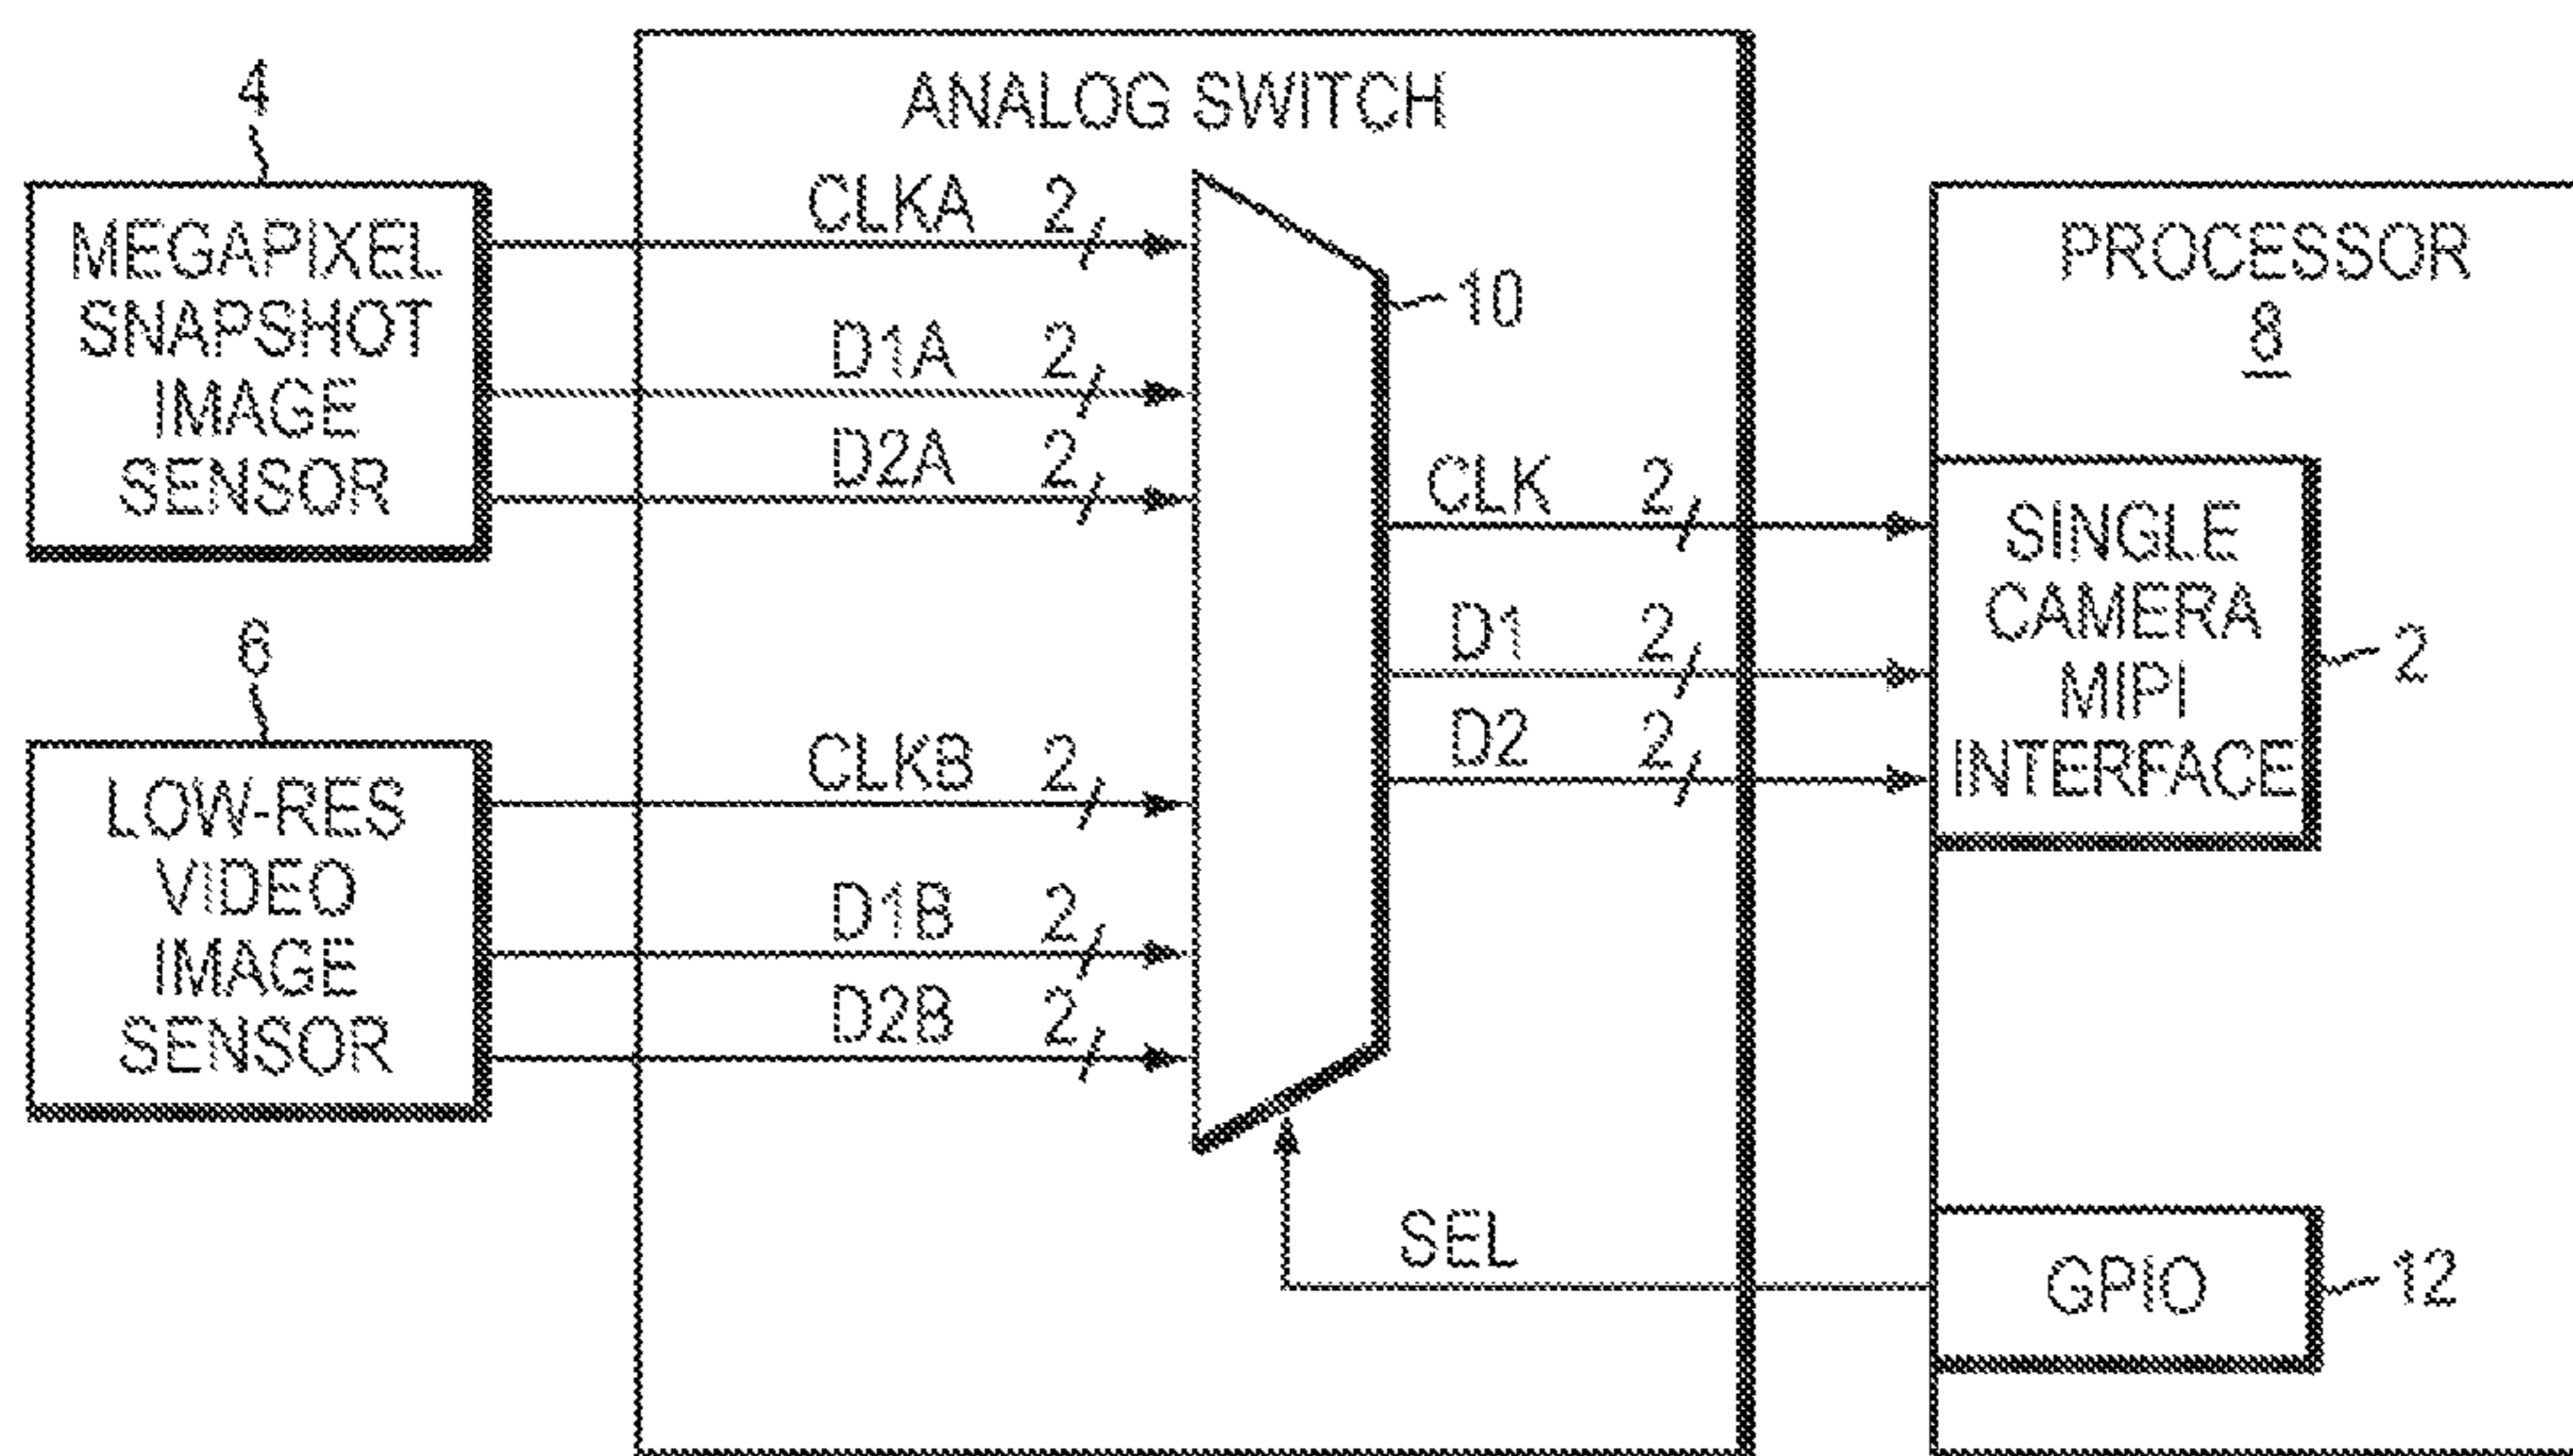 ANALOG SWITCH
4
MEGAPIXEL
SNAPSHOT
IMAGE
SENSOR
CLKA 2
D1A 2
D2A 2
10
PROCESSOR
8
CLK 2
D1 2
D2 2
SINGLE
CAMERA
MIPI
INTERFACE
2
6
LOW-RES
VIDEO
IMAGE
SENSOR
CLKB 2
D1B 2
D2B 2
SEL
GPIO
12